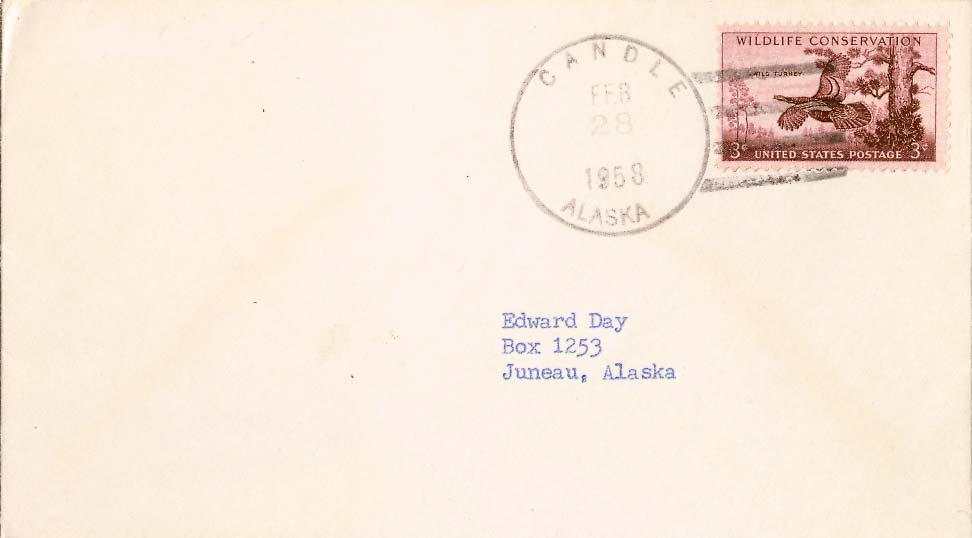 CANDLE
FEB
28
1958
ALASKA
WILDLIFE CONSERVATION
WILD TURKEY
3¢ UNITED STATES POSTAGE 3¢
Edward Day
Box 1253
Juneau, Alaska